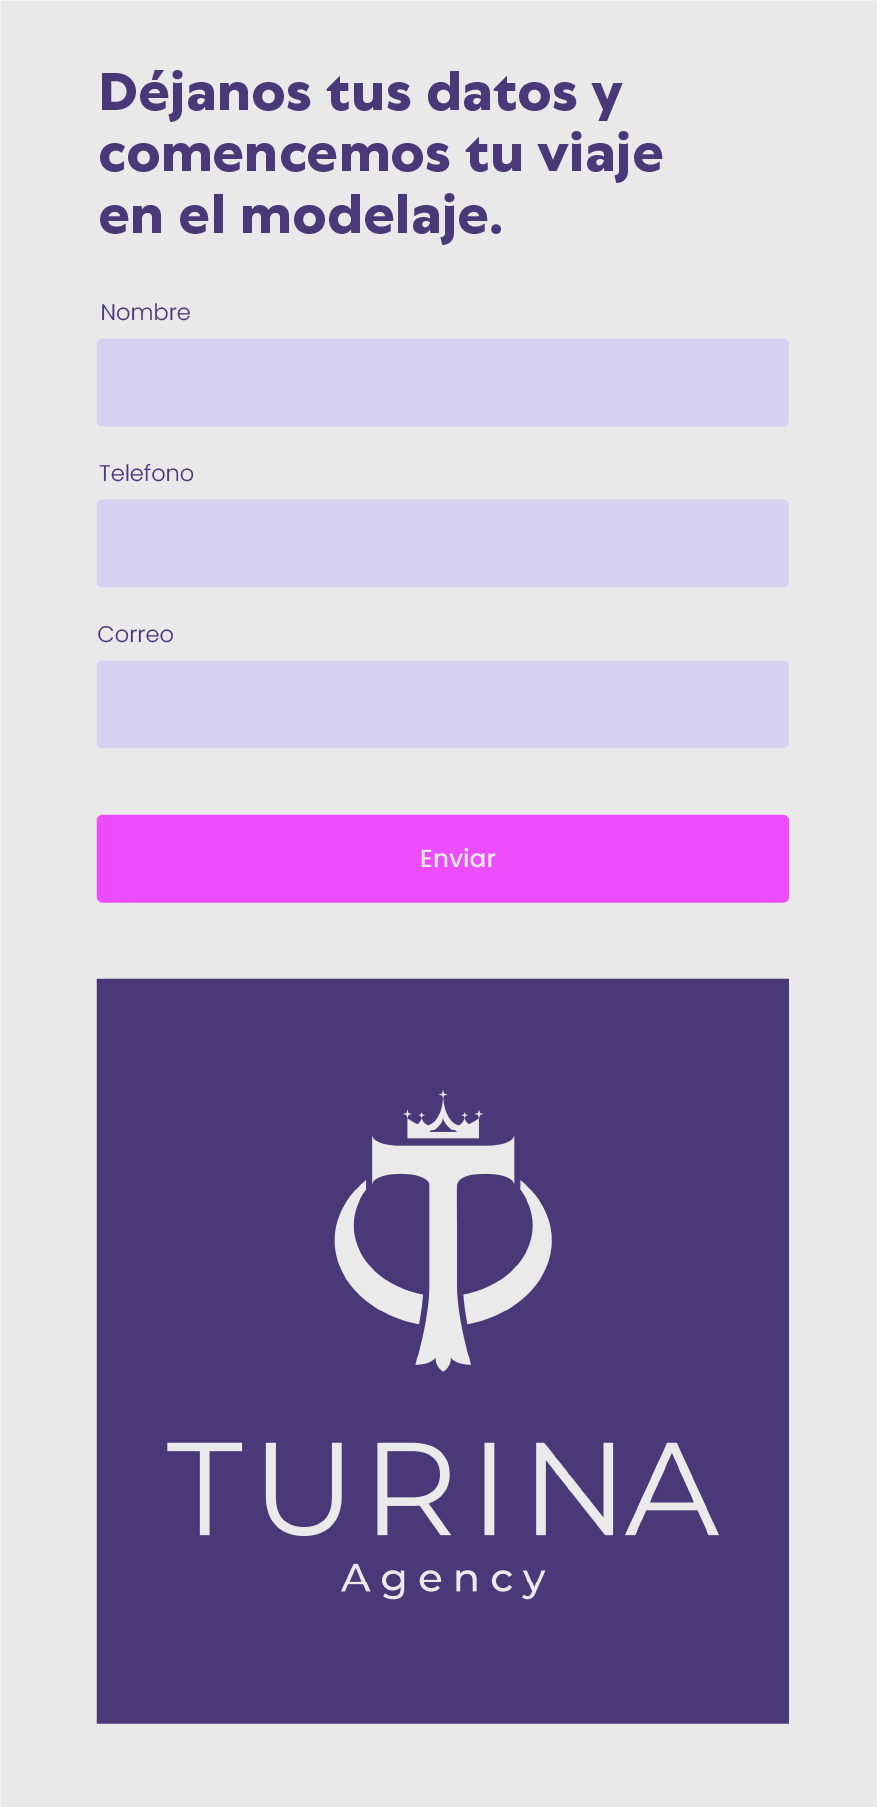 Déjanos tus datos y
comencemos tu viaje
en el modelaje.
Nombre
Telefono
Correo
Enviar
TURINA
Agency